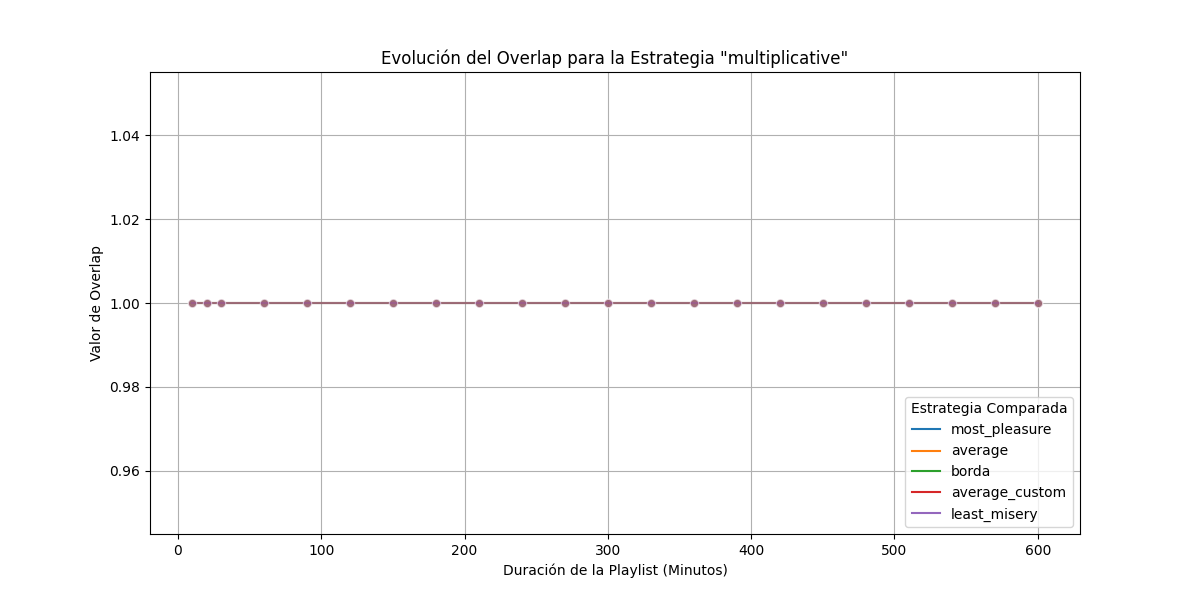 Evolución del Overlap para la Estrategia "multiplicative"
1.04
1.02
1.00
0.98
0.96
Valor de Overlap
0 100 200 300 400 500 600
Duración de la Playlist (Minutos)
Estrategia Comparada
most_pleasure
average
borda
average_custom
least_misery